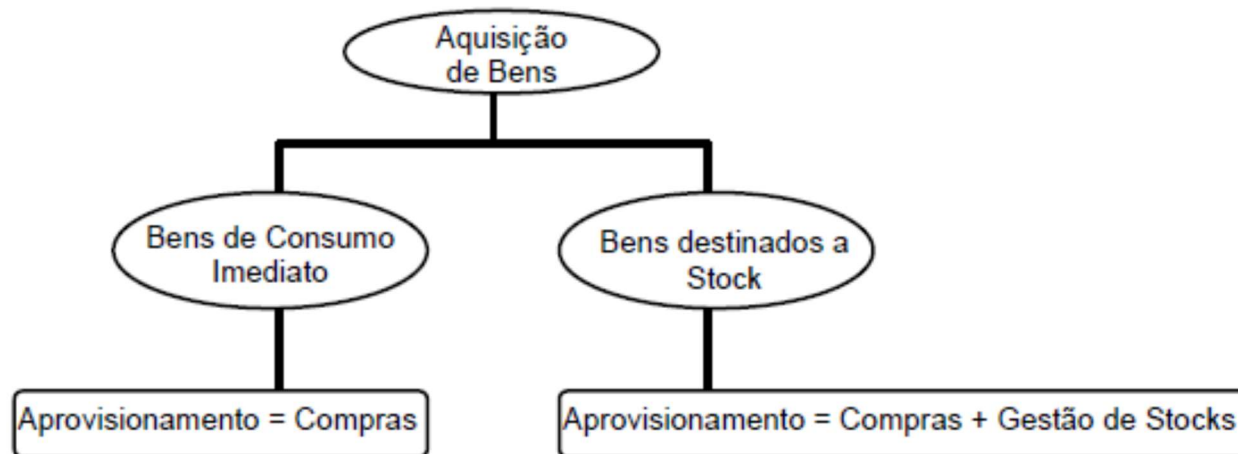 Aquisição
de Bens
Bens de Consumo
Imediato
Bens destinados a
Stock
Aprovisionamento = Compras
Aprovisionamento = Compras + Gestão de Stocks